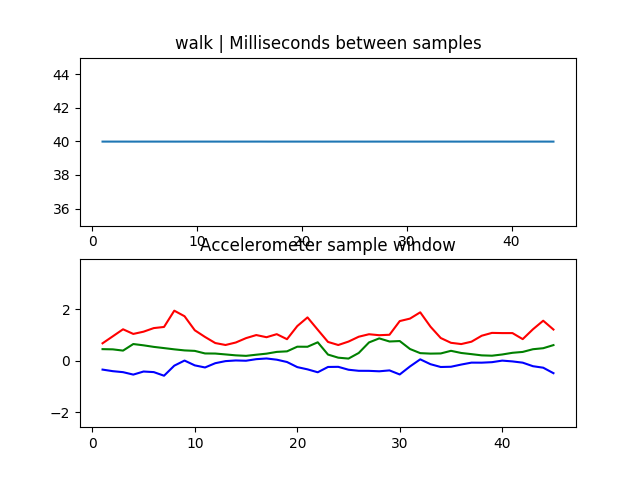 walk | Milliseconds between samples
44
42
40
38
36
0 10 20 30 40
Accelerometer sample window
2
0
−2
0 10 20 30 40